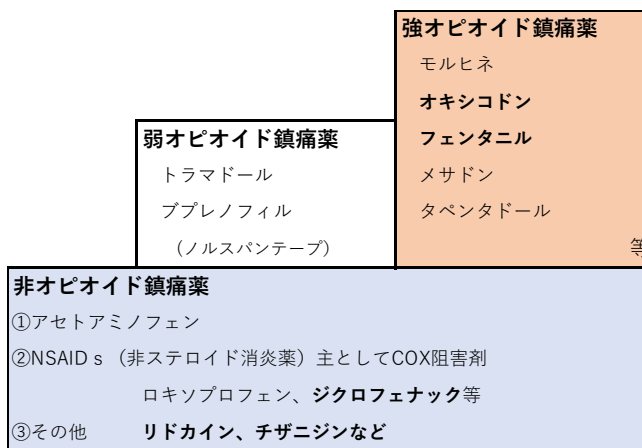 強オピオイド鎮痛薬
モルヒネ
オキシコドン
フェンタニル
メサドン
タペンタドール
等
弱オピオイド鎮痛薬
トラマドール
ブプレノフィル
(ノルスパンテープ)
非オピオイド鎮痛薬
①アセトアミノフェン
②NSAIDｓ（非ステロイド消炎薬）主としてCOX阻害剤
ロキソプロフェン、ジクロフェナック等
③その他 リドカイン、チザニジンなど